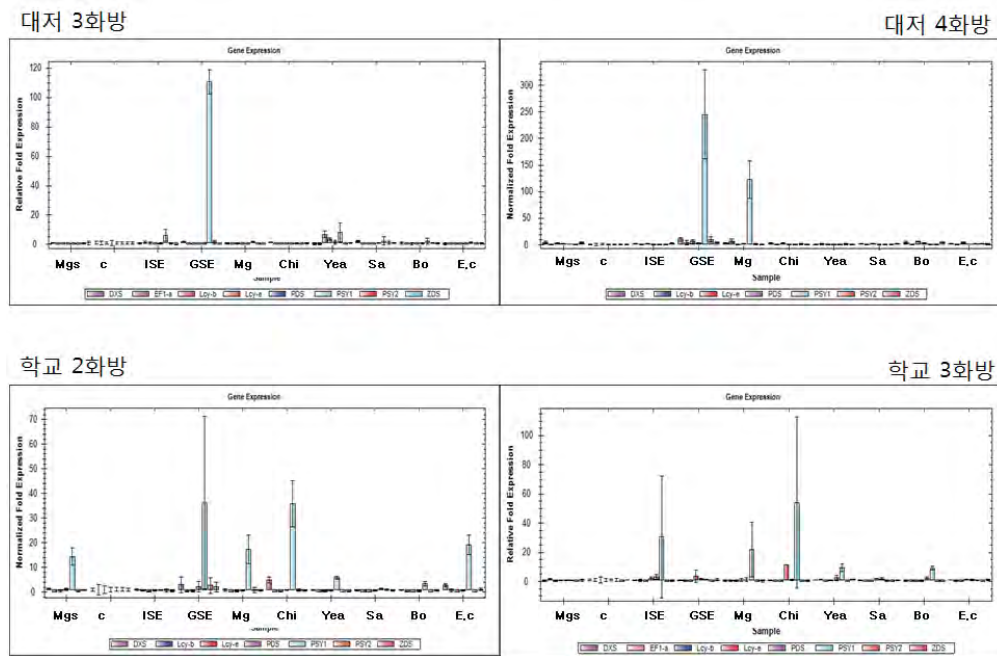 대저 3화방
대저 4화방
Gene Expression
Relative Fold Expression
120
100
80
60
40
20
0
Mgs c ISE GSE Mg Chi Yea Sa Bo E,c
Sample
DXS EF1-a Lcy-b Lcy-e PDS PSY1 PSY2 ZDS
Gene Expression
Normalized Fold Expression
300
250
200
150
100
50
0
Mgs c ISE GSE Mg Chi Yea Sa Bo E,c
Sample
DXS Lcy-b Lcy-e PDS PSY1 PSY2 ZDS
학교 2화방
학교 3화방
Gene Expression
Normalized Fold Expression
70
60
50
40
30
20
10
0
Mgs c ISE GSE Mg Chi Yea Sa Bo E,c
Sample
DXS Lcy-b Lcy-e PDS PSY1 PSY2 ZDS
Gene Expression
Relative Fold Expression
100
80
60
40
20
0
Mgs c ISE GSE Mg Chi Yea Sa Bo E,c
Sample
DXS EF1-a Lcy-b Lcy-e PDS PSY1 PSY2 ZDS